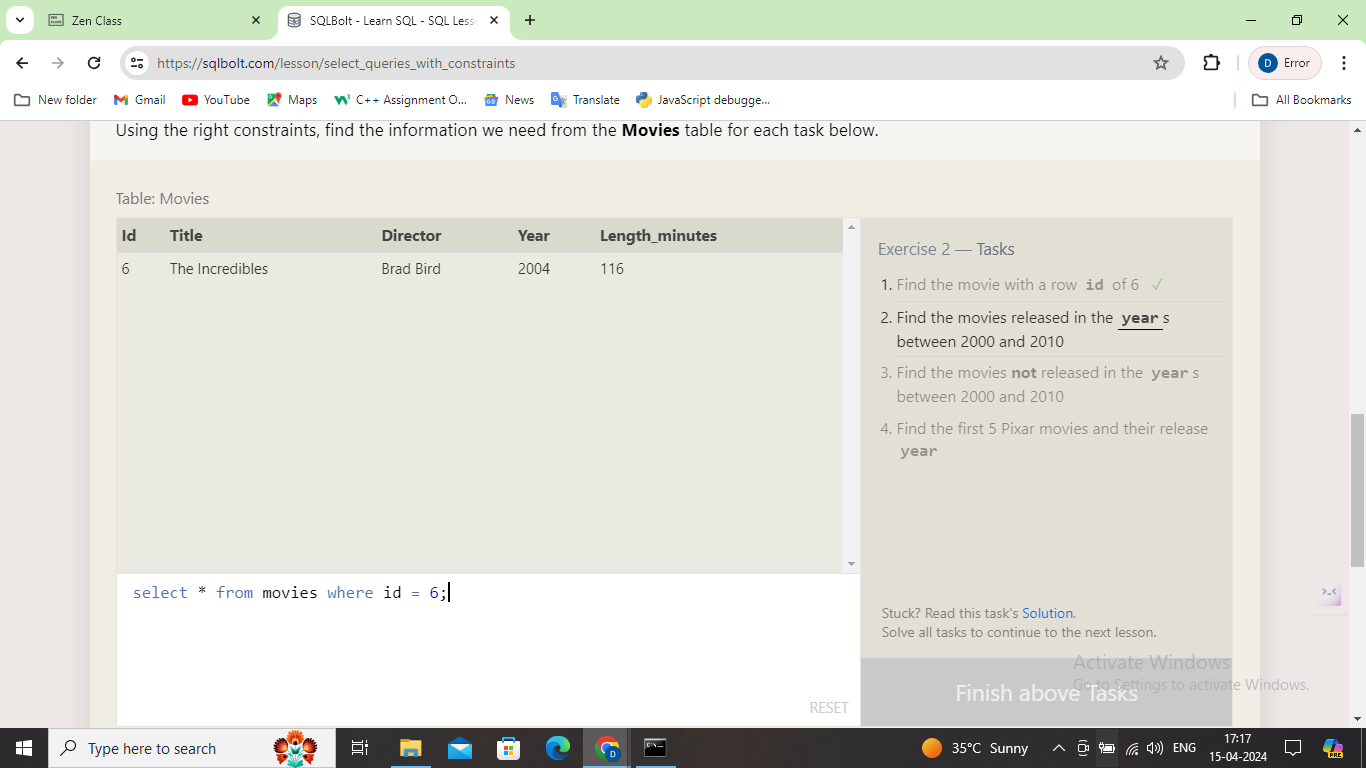 Zen Class
SQLBolt - Learn SQL - SQL Less
https://sqlbolt.com/lesson/select_queries_with_constraints
D Error
New folder Gmail YouTube Maps C++ Assignment O... News Translate JavaScript debugge... All Bookmarks
Using the right constraints, find the information we need from the Movies table for each task below.
Table: Movies
Id Title Director Year Length_minutes
6 The Incredibles Brad Bird 2004 116
Exercise 2 — Tasks
1. Find the movie with a row id of 6 ✓
2. Find the movies released in the year s
between 2000 and 2010
3. Find the movies not released in the year s
between 2000 and 2010
4. Find the first 5 Pixar movies and their release
year
select * from movies where id = 6;
RESET
Stuck? Read this task's Solution.
Solve all tasks to continue to the next lesson.
Finish above Tasks
Activate Windows
Go to Settings to activate Windows.
Type here to search
35°C Sunny
ENG
17:17
15-04-2024
PRE